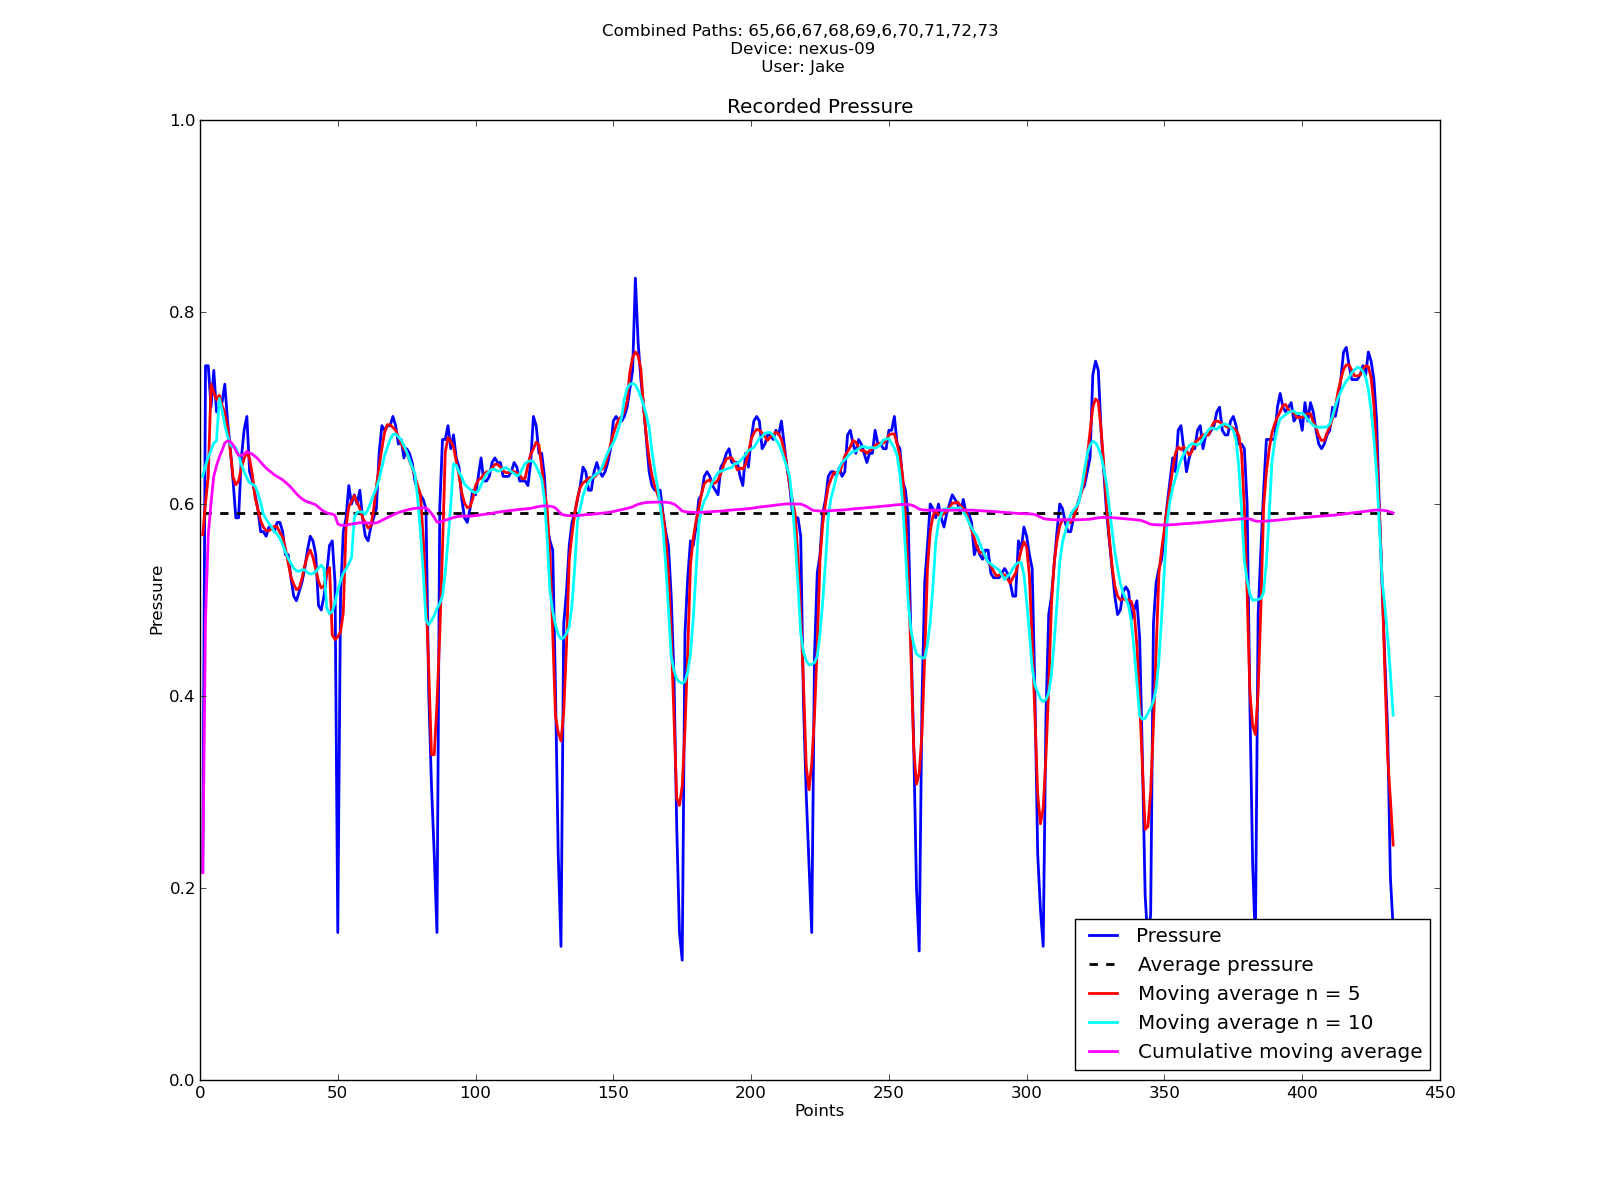 Combined Paths: 65,66,67,68,69,6,70,71,72,73
Device: nexus-09
User: Jake
Recorded Pressure
1.0
0.8
0.6
0.4
0.2
0.0
Pressure
0
50
100
150
200
250
300
350
400
450
Points
Pressure
Average pressure
Moving average n = 5
Moving average n = 10
Cumulative moving average